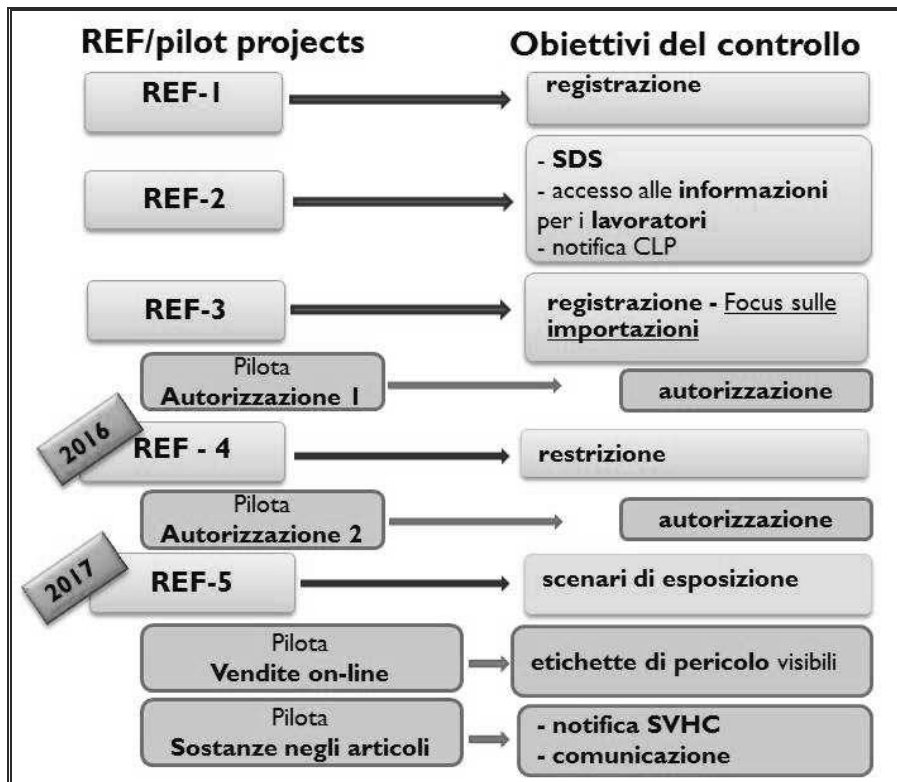 REF/pilot projects
Obiettivi del controllo
REF-1
registrazione
REF-2
- SDS
- accesso alle informazioni
per i lavoratori
- notifica CLP
REF-3
registrazione - Focus sulle
importazioni
Pilota
Autorizzazione 1
autorizzazione
2016
REF - 4
restrizione
Pilota
Autorizzazione 2
autorizzazione
2017
REF-5
scenari di esposizione
Pilota
Vendite on-line
etichette di pericolo visibili
Pilota
Sostanze negli articoli
- notifica SVHC
- comunicazione